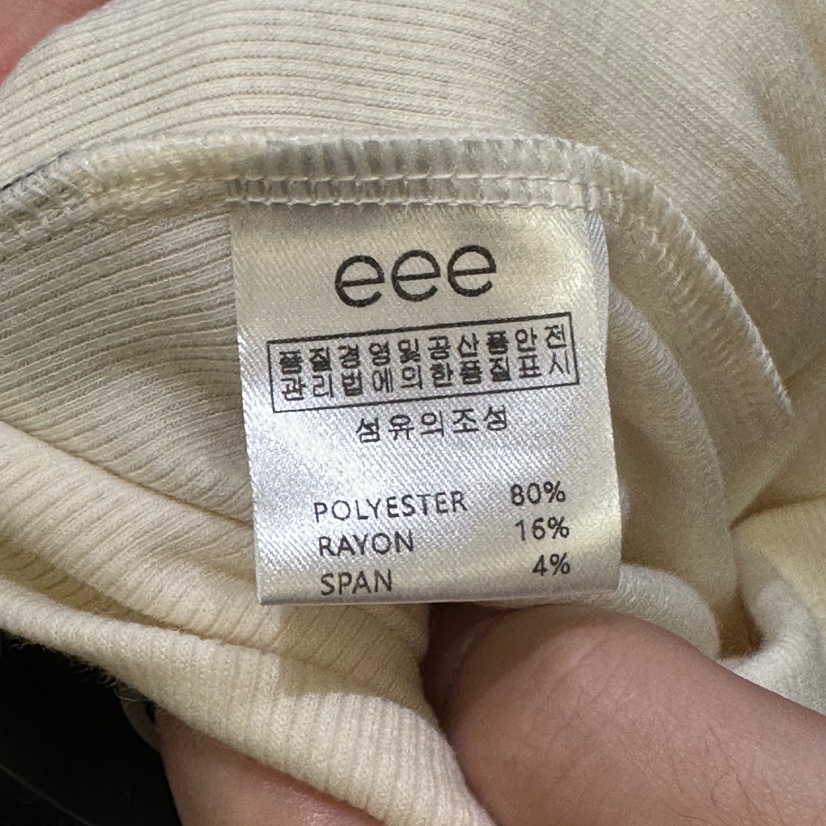 eee
품질경영및공산품안전
관리법에의한품질표시
섬유의조성
POLYESTER 80%
RAYON 16%
SPAN 4%